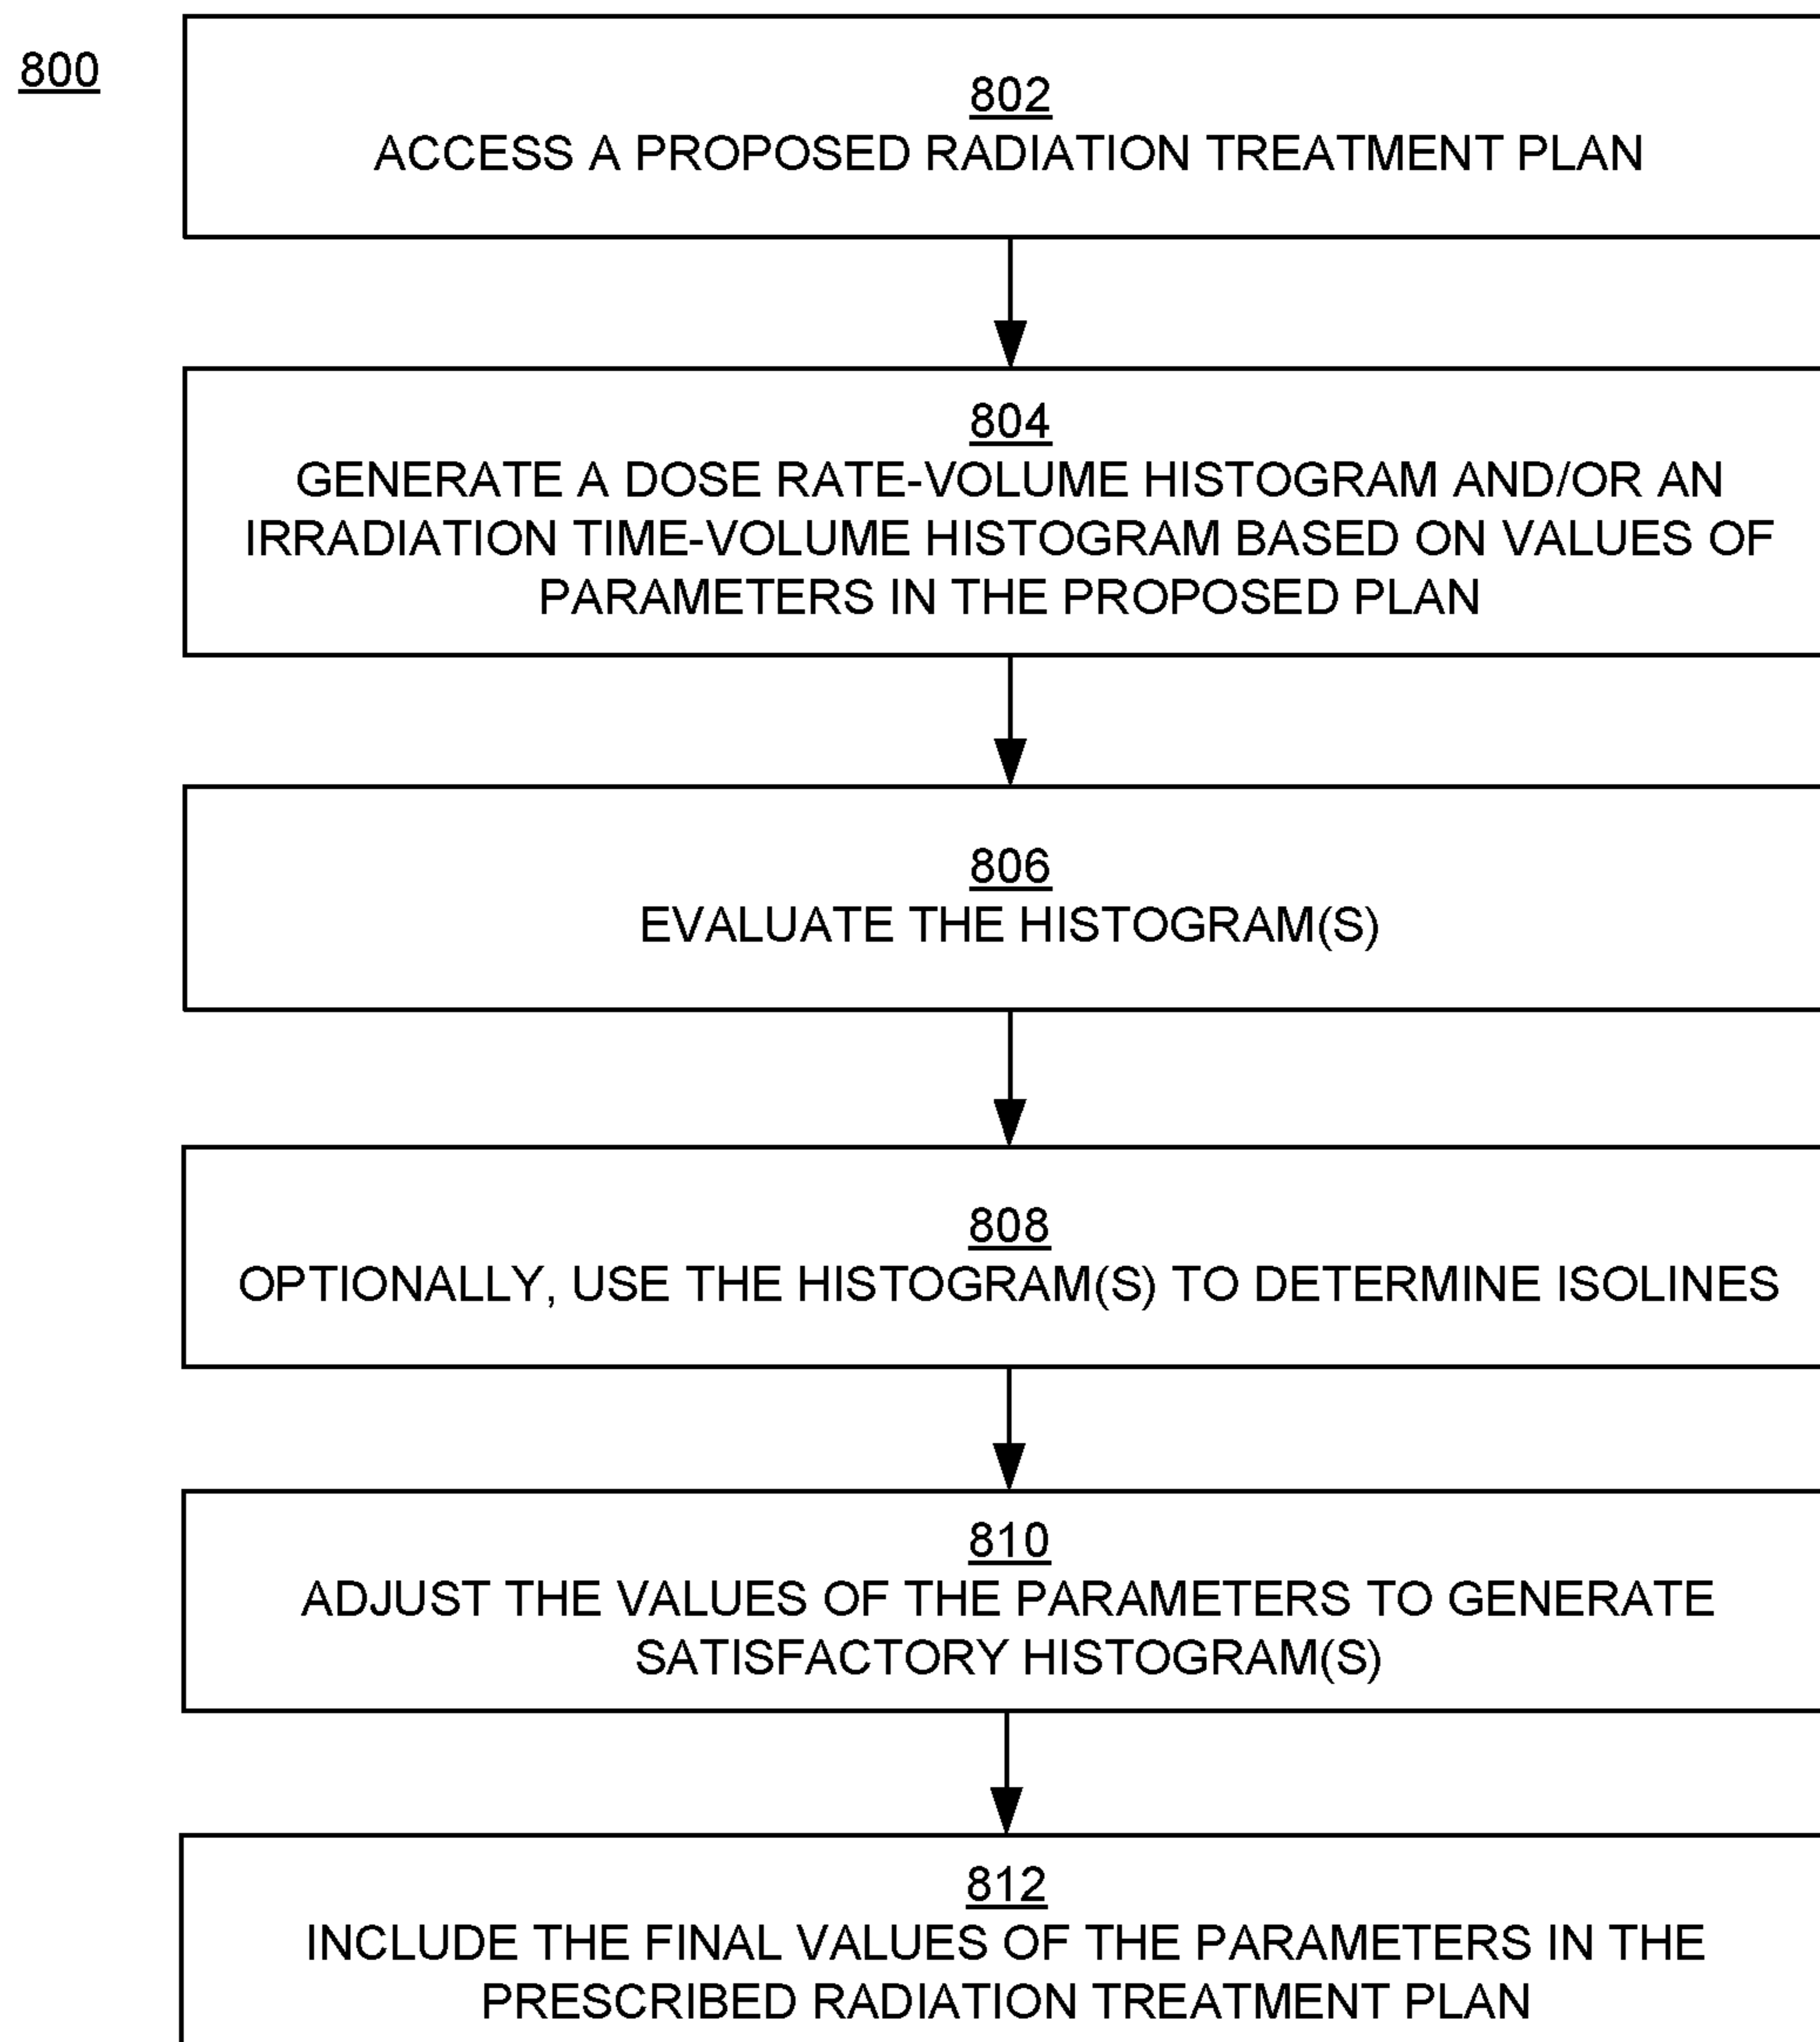 800
802
ACCESS A PROPOSED RADIATION TREATMENT PLAN
804
GENERATE A DOSE RATE-VOLUME HISTOGRAM AND/OR AN
IRRADIATION TIME-VOLUME HISTOGRAM BASED ON VALUES OF
PARAMETERS IN THE PROPOSED PLAN
806
EVALUATE THE HISTOGRAM(S)
808
OPTIONALLY, USE THE HISTOGRAM(S) TO DETERMINE ISOLINES
810
ADJUST THE VALUES OF THE PARAMETERS TO GENERATE
SATISFACTORY HISTOGRAM(S)
812
INCLUDE THE FINAL VALUES OF THE PARAMETERS IN THE
PRESCRIBED RADIATION TREATMENT PLAN